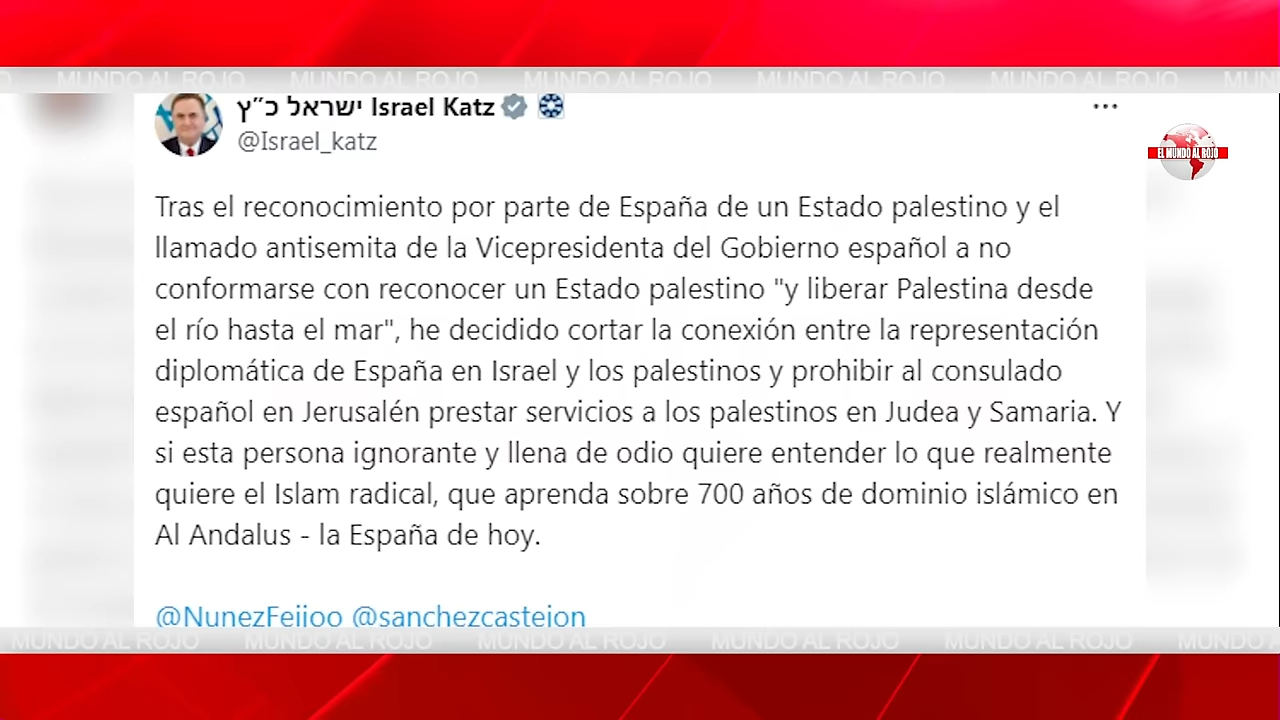 MUNDO AL ROJO MUNDO AL ROJO MUNDO AL ROJO MUNDO AL ROJO MUNDO AL ROJO MUN
ישראל כ״ץ Israel Katz
@Israel_katz
EL MUNDO AL ROJO
Tras el reconocimiento por parte de España de un Estado palestino y el
llamado antisemita de la Vicepresidenta del Gobierno español a no
conformarse con reconocer un Estado palestino "y liberar Palestina desde
el río hasta el mar", he decidido cortar la conexión entre la representación
diplomática de España en Israel y los palestinos y prohibir al consulado
español en Jerusalén prestar servicios a los palestinos en Judea y Samaria. Y
si esta persona ignorante y llena de odio quiere entender lo que realmente
quiere el Islam radical, que aprenda sobre 700 años de dominio islámico en
Al Andalus - la España de hoy.
@NunezFeijoo @sanchezcastejon
MUNDO AL ROJO MUNDO AL ROJO MUNDO AL ROJO MUNDO AL ROJO MUNDO AL ROJO MUNDO A